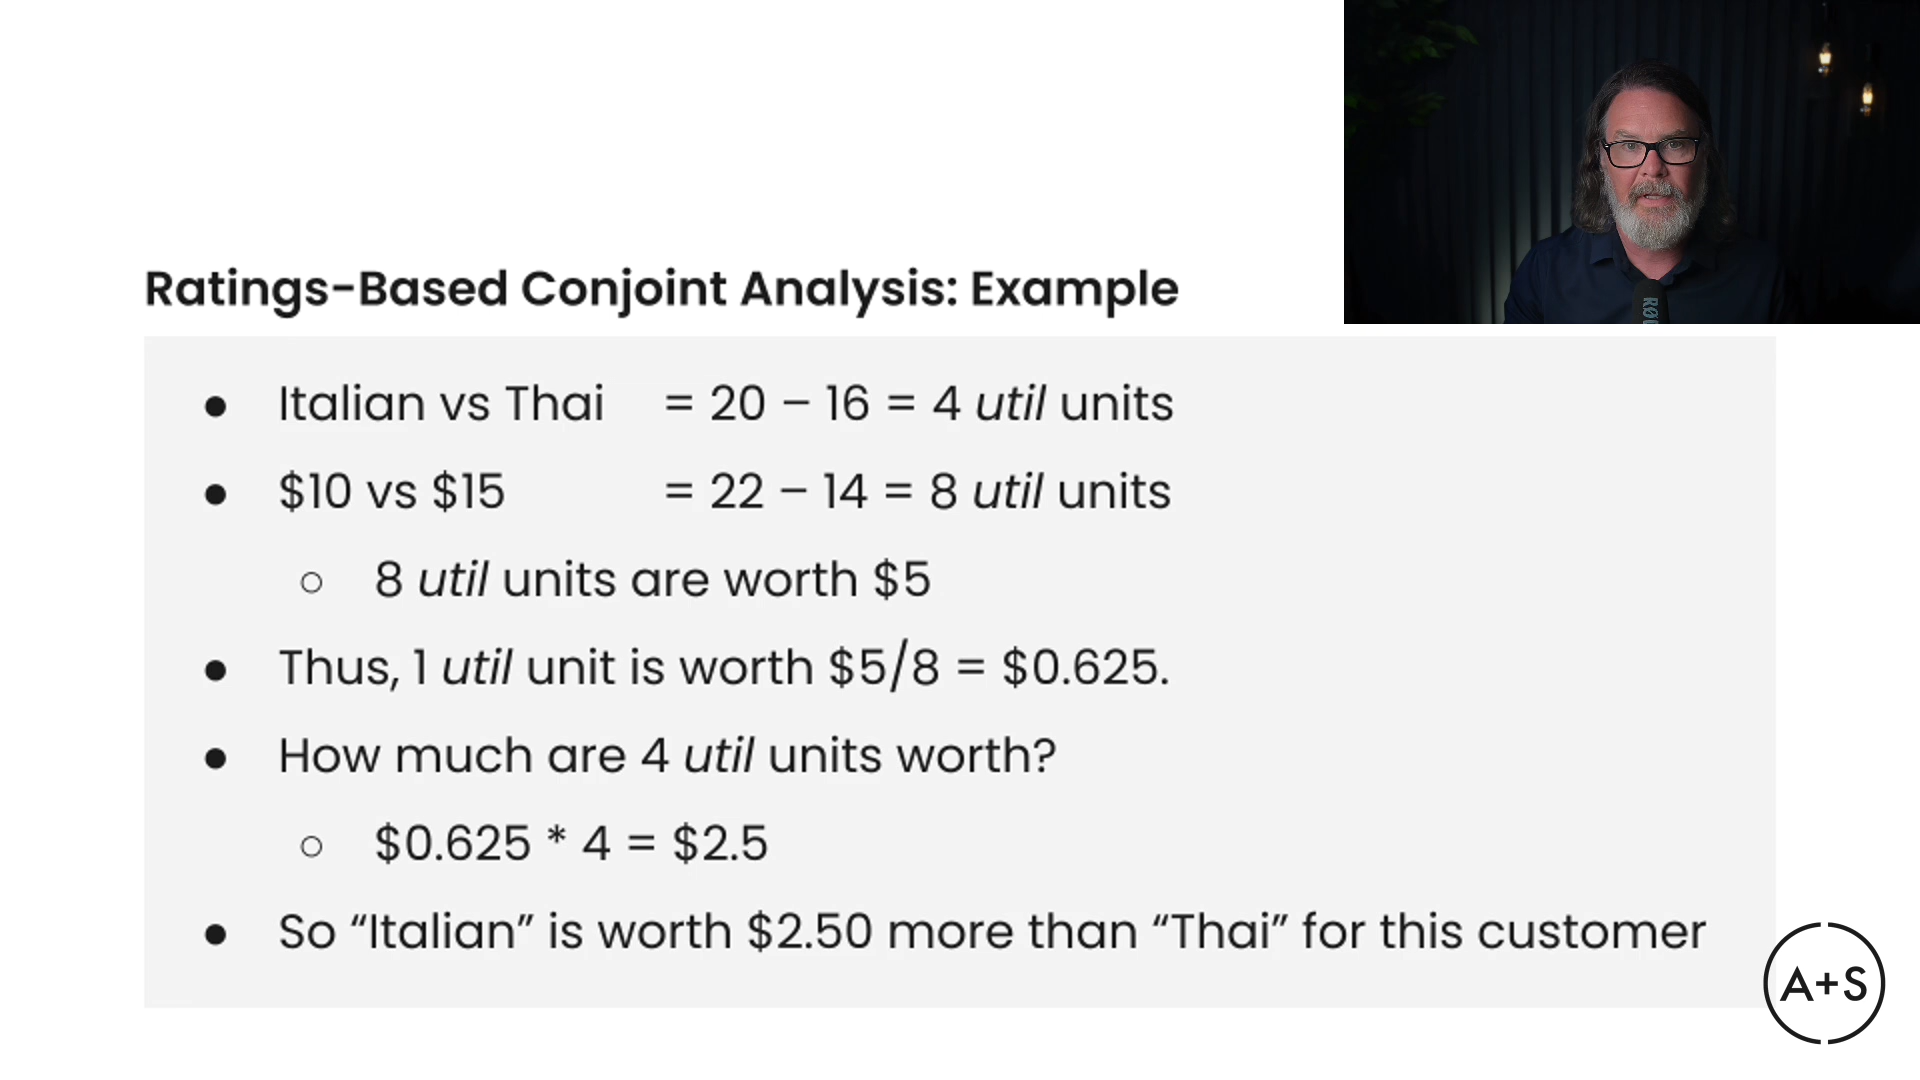 Ratings-Based Conjoint Analysis: Example
● Italian vs Thai = 20 – 16 = 4 util units
● $10 vs $15 = 22 – 14 = 8 util units
○ 8 util units are worth $5
● Thus, 1 util unit is worth $5/8 = $0.625.
● How much are 4 util units worth?
○ $0.625 * 4 = $2.5
● So “Italian” is worth $2.50 more than “Thai” for this customer
A+S